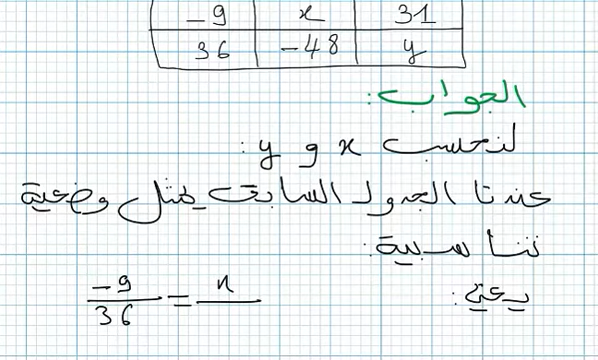 -9 x 31
36 -48 y
الجواب:
لنحسب x و y :
عندنا الجدول السابق يمثل وضعية
تناسبية:
يعني:
-9/36 = x/